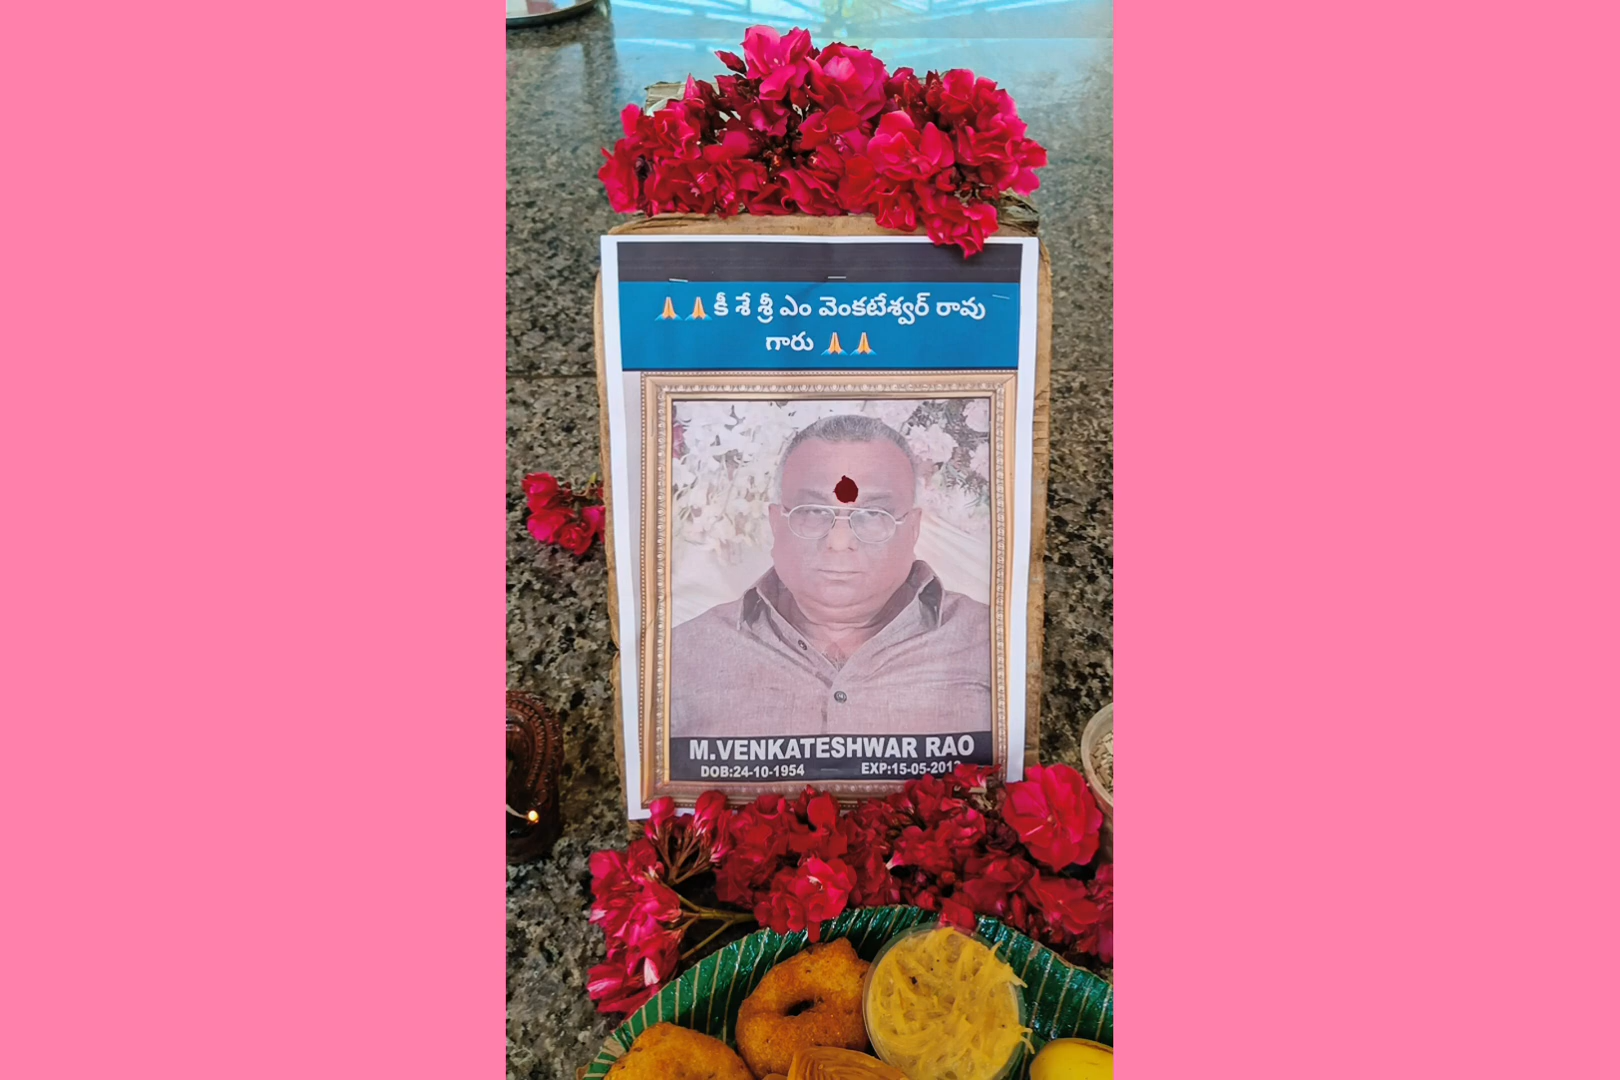 🙏🙏కీ శే శ్రీ ఎం వెంకటేశ్వర్ రావు
గారు 🙏🙏
M.VENKATESHWAR RAO
DOB:24-10-1954 EXP:15-05-201